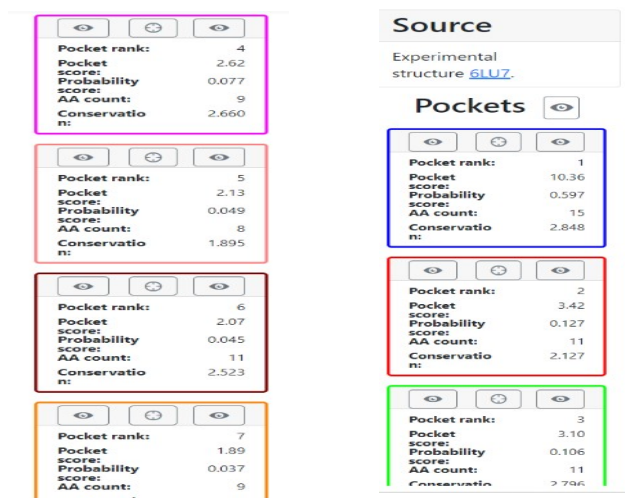 Pocket rank: 4
Pocket score: 2.62
Probability score: 0.077
AA count: 9
Conservatio n: 2.660
Pocket rank: 5
Pocket score: 2.13
Probability score: 0.049
AA count: 8
Conservatio n: 1.895
Pocket rank: 6
Pocket score: 2.07
Probability score: 0.045
AA count: 11
Conservatio n: 2.523
Pocket rank: 7
Pocket score: 1.89
Probability score: 0.037
AA count: 9
Source
Experimental
structure 6LU7.
Pockets
Pocket rank: 1
Pocket score: 10.36
Probability score: 0.597
AA count: 15
Conservatio n: 2.848
Pocket rank: 2
Pocket score: 3.42
Probability score: 0.127
AA count: 11
Conservatio n: 2.127
Pocket rank: 3
Pocket score: 3.10
Probability score: 0.106
AA count: 11
Conservatio 2.796